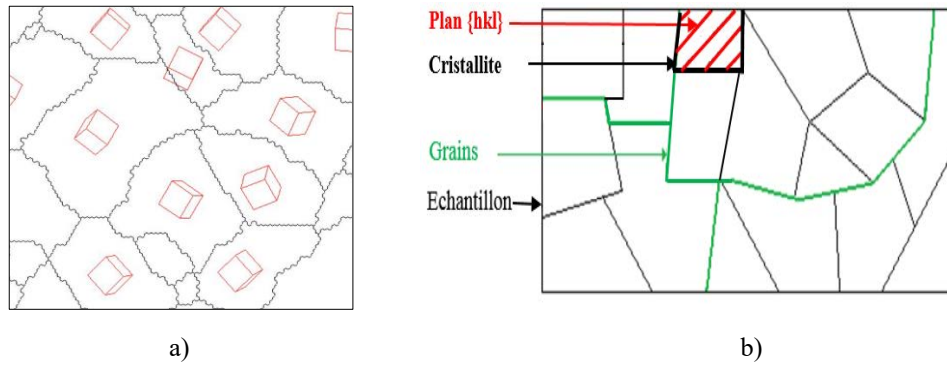 Plan {hkl}
Cristallite
Grains
Echantillon
a)
b)